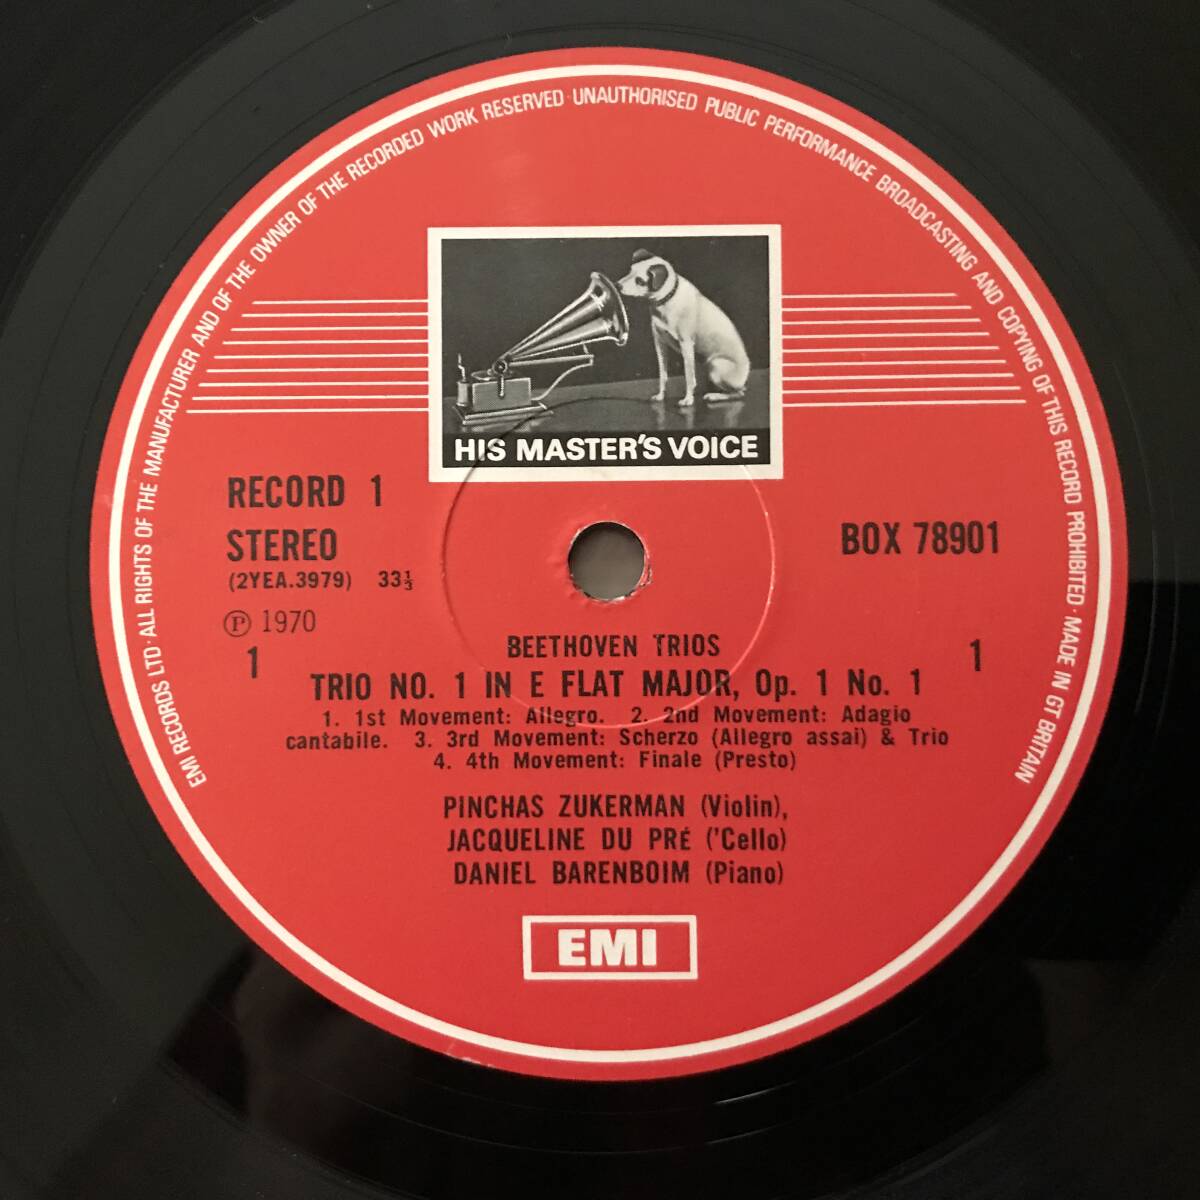 EMI RECORDS LTD · ALL RIGHTS OF THE MANUFACTURER AND OF THE OWNER OF THE RECORDED WORK RESERVED · UNAUTHORISED PUBLIC PERFORMANCE BROADCASTING AND COPYING OF THIS RECORD PROHIBITED · MADE IN GT BRITAIN
HIS MASTER'S VOICE
RECORD 1
STEREO
(2YEA.3979) 33⅓
℗ 1970
BOX 78901
1
1
BEETHOVEN TRIOS
TRIO NO. 1 IN E FLAT MAJOR, Op. 1 No. 1
1. 1st Movement: Allegro. 2. 2nd Movement: Adagio
cantabile. 3. 3rd Movement: Scherzo (Allegro assai) & Trio
4. 4th Movement: Finale (Presto)
PINCHAS ZUKERMAN (Violin),
JACQUELINE DU PRÉ ('Cello)
DANIEL BARENBOIM (Piano)
EMI